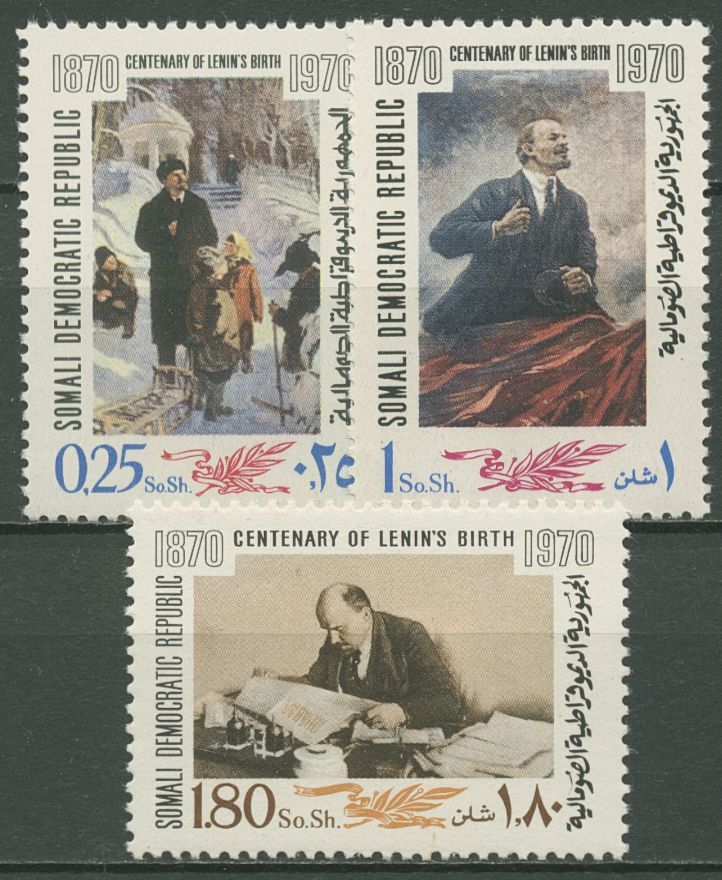 1870 CENTENARY OF LENIN'S BIRTH 1970
SOMALI DEMOCRATIC REPUBLIC
الجمهورية الديموقراطية الصومالية
0,25 So.Sh. ٠,٢٥
1870 CENTENARY OF LENIN'S BIRTH 1970
SOMALI DEMOCRATIC REPUBLIC
الجمهورية الديموقراطية الصومالية
1 So.Sh. ١ شلن
1870 CENTENARY OF LENIN'S BIRTH 1970
SOMALI DEMOCRATIC REPUBLIC
الجمهورية الديموقراطية الصومالية
1.80 So.Sh. ١,٨٠ شلن